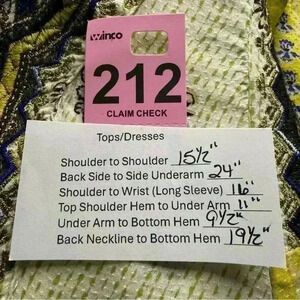 Winco
212
CLAIM CHECK
Tops/Dresses
Shoulder to Shoulder 15½"
Back Side to Side Underarm 24"
Shoulder to Wrist (Long Sleeve) 16"
Top Shoulder Hem to Under Arm 11"
Under Arm to Bottom Hem 9½"
Back Neckline to Bottom Hem 19½"